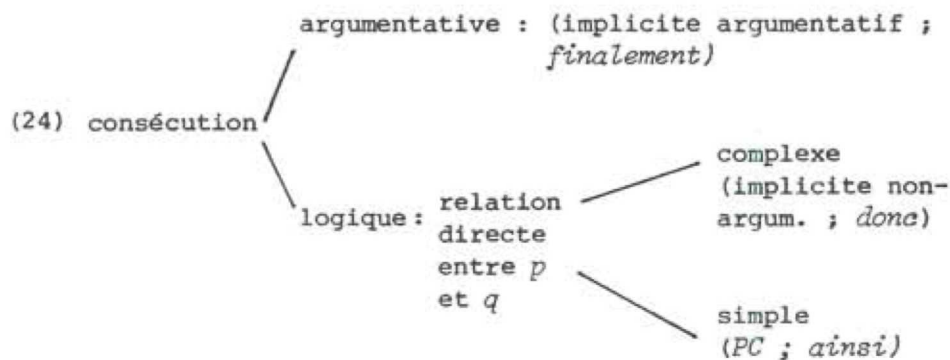 argumentative : (implicite argumentatif ;
finalement)
(24) consécution
logique : relation
directe
entre p
et q
complexe
(implicite non-
argum. ; donc)
simple
(PC ; ainsi)